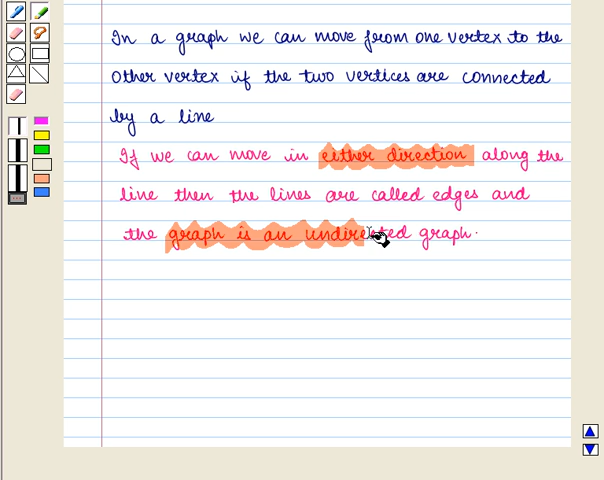 In a graph we can move from one vertex to the
other vertex if the two vertices are connected
by a line
If we can move in either direction along the
line then the lines are called edges and
the graph is an undirected graph.